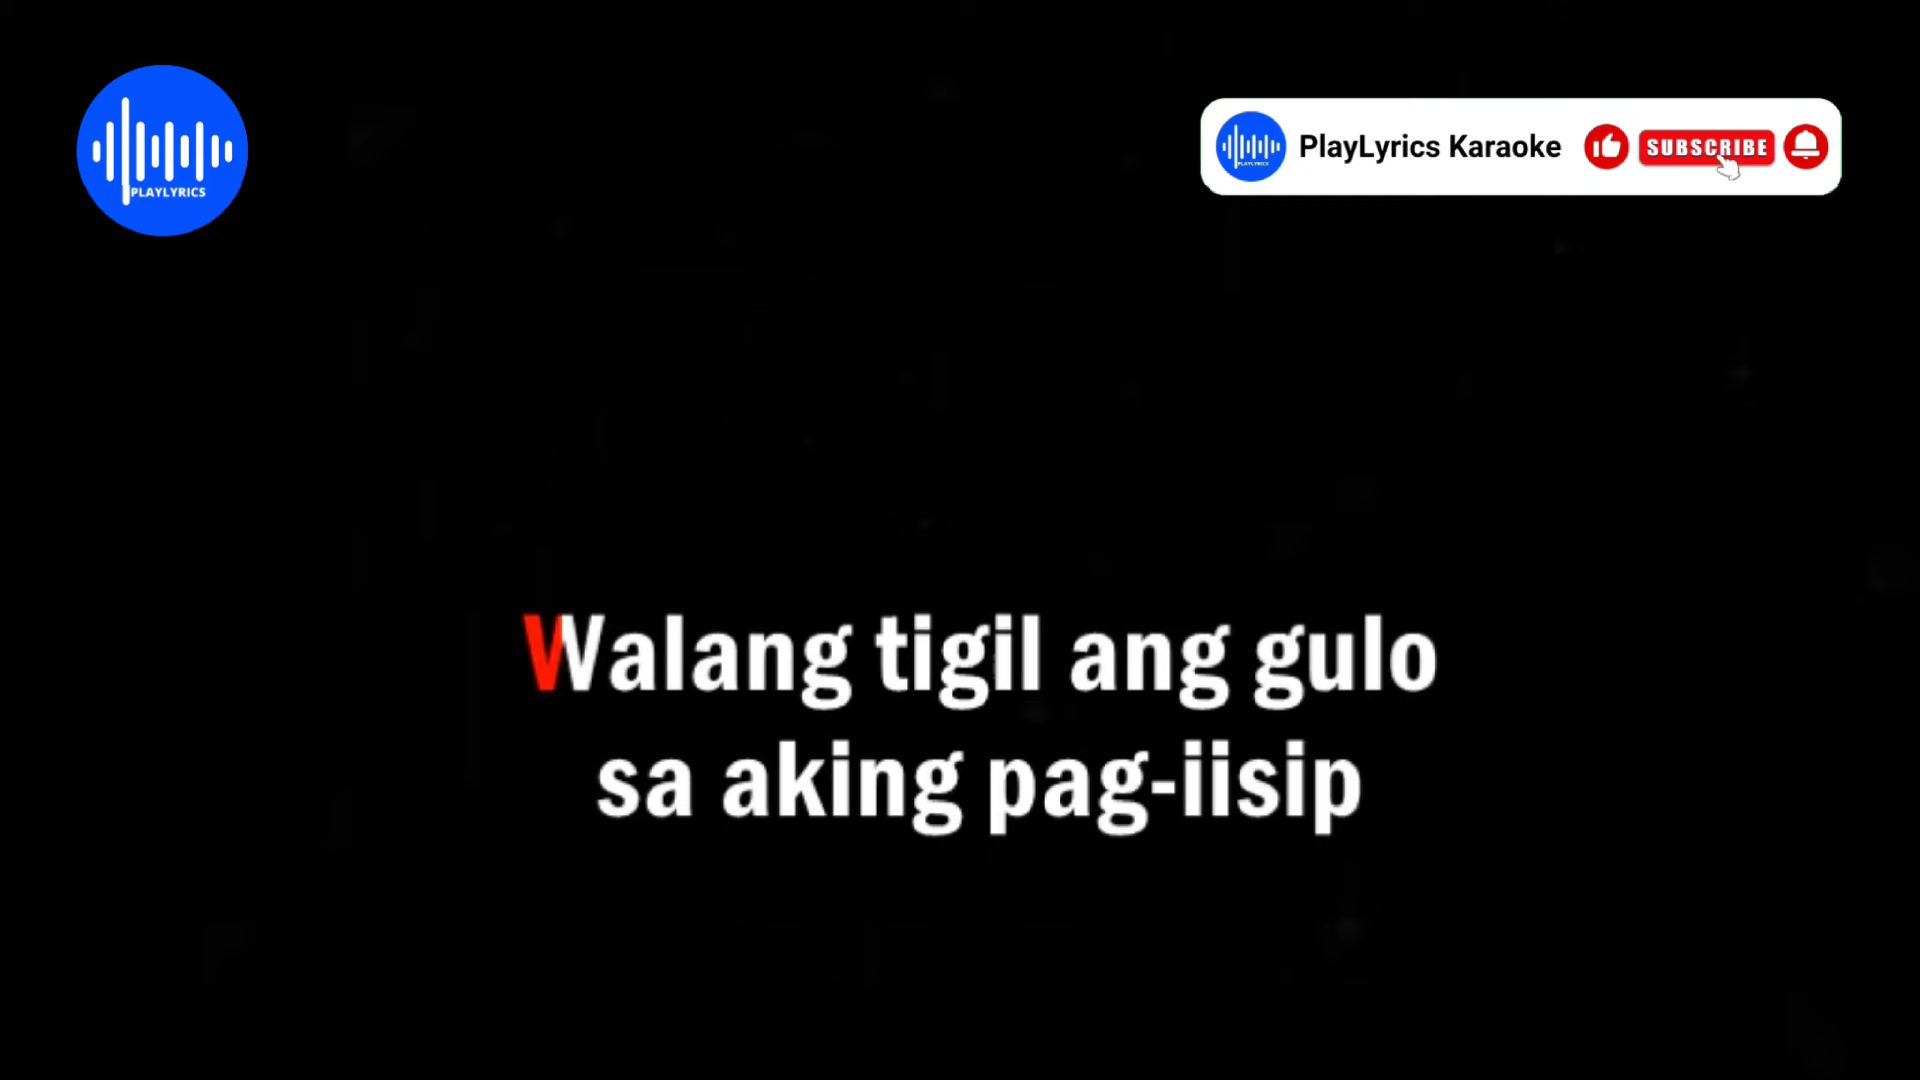 PLAYLYRICS
PlayLyrics Karaoke
SUBSCRIBE
Walang tigil ang gulo
sa aking pag-iisip